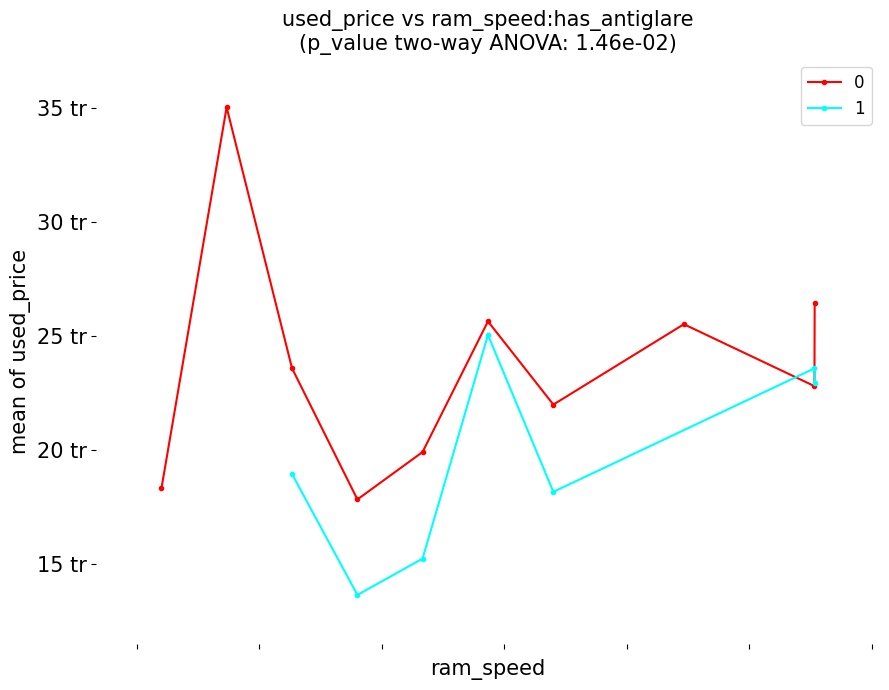 used_price vs ram_speed:has_antiglare
(p_value two-way ANOVA: 1.46e-02)
0
1
35 tr
30 tr
25 tr
20 tr
15 tr
mean of used_price
ram_speed